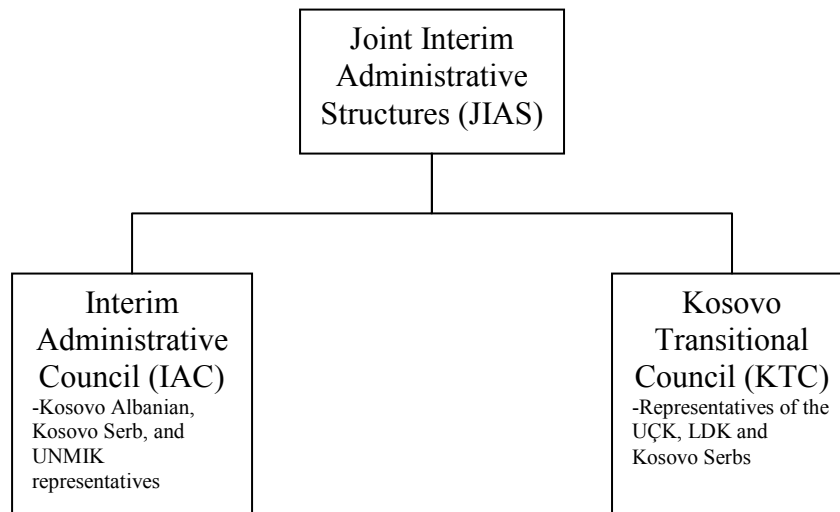 Joint Interim
Administrative
Structures (JIAS)
Interim
Administrative
Council (IAC)
-Kosovo Albanian,
Kosovo Serb, and
UNMIK
representatives
Kosovo
Transitional
Council (KTC)
-Representatives of the
UÇK, LDK and
Kosovo Serbs